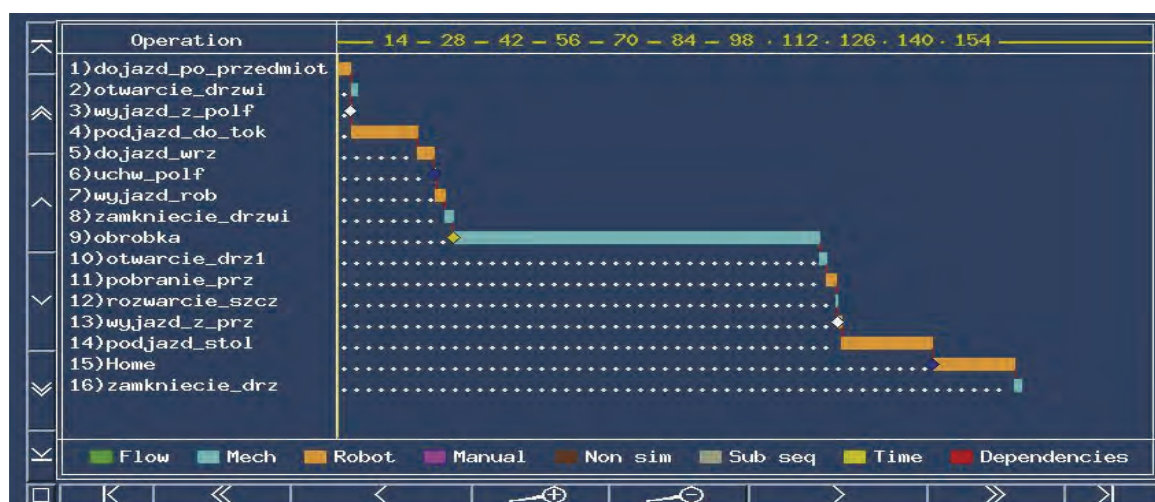 Operation 14 – 28 – 42 – 56 – 70 – 84 – 98 · 112 · 126 · 140 · 154
1)dojazd_po_przedmiot
2)otwarcie_drzwi
3)wyjazd_z_polf
4)podjazd_do_tok
5)dojazd_wrz
6)uchw_polf
7)wyjazd_rob
8)zamkniecie_drzwi
9)obrobka
10)otwarcie_drz1
11)pobranie_prz
12)rozwarcie_szcz
13)wyjazd_z_prz
14)podjazd_stol
15)Home
16)zamkniecie_drz
Flow Mech Robot Manual Non sim Sub seq Time Dependencies